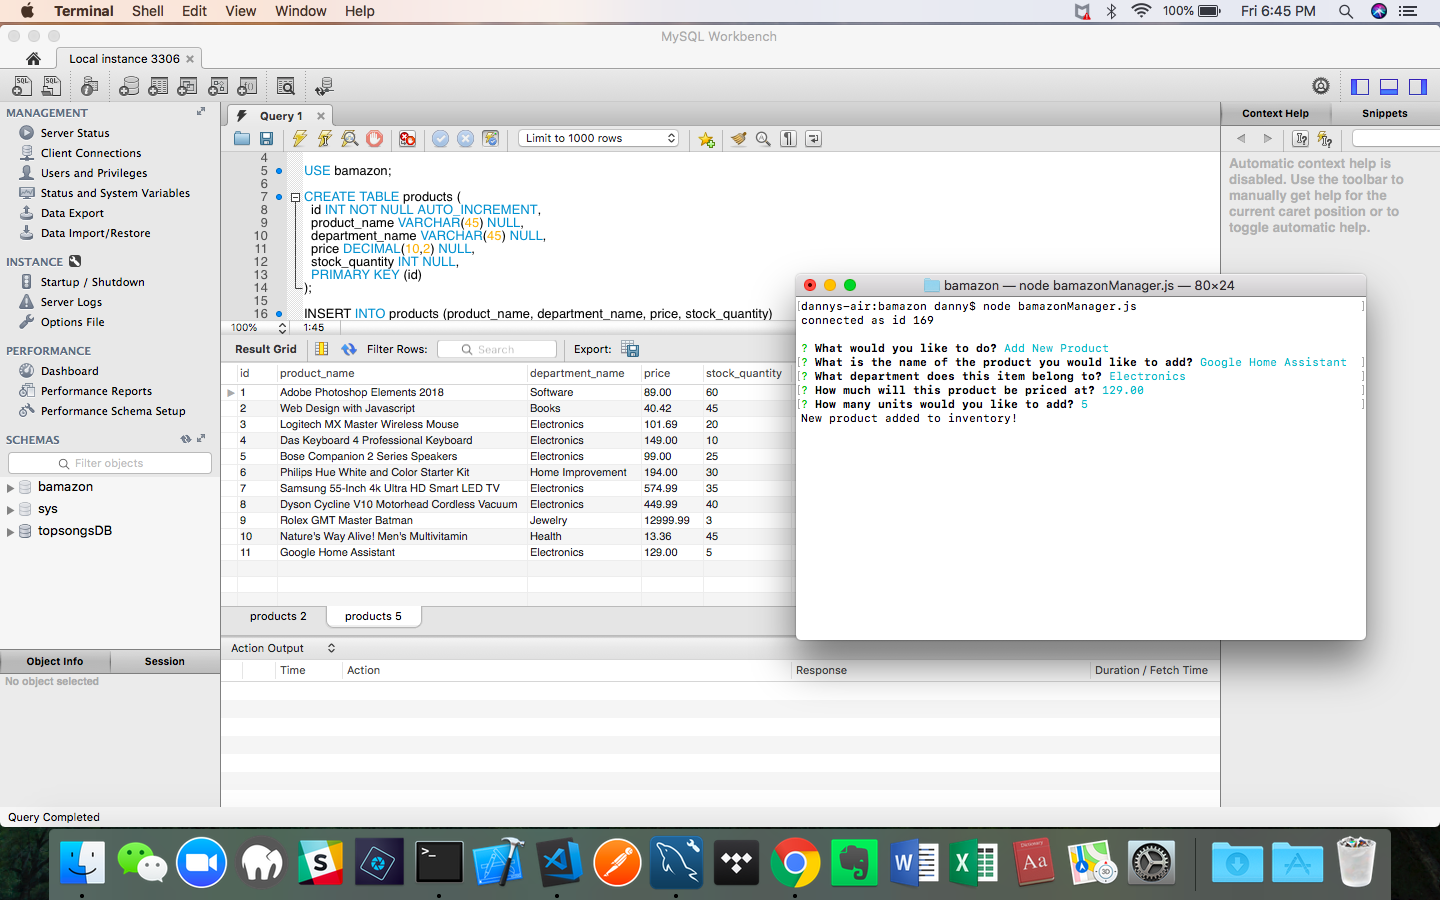 Terminal Shell Edit View Window Help 100% Fri 6:45 PM
MySQL Workbench
Local instance 3306
MANAGEMENT
Server Status
Client Connections
Users and Privileges
Status and System Variables
Data Export
Data Import/Restore
INSTANCE
Startup / Shutdown
Server Logs
Options File
PERFORMANCE
Dashboard
Performance Reports
Performance Schema Setup
SCHEMAS
Filter objects
bamazon
sys
topsongsDB
Object Info Session
No object selected
Query 1
Limit to 1000 rows
4
5 USE bamazon;
6
7 CREATE TABLE products (
8 id INT NOT NULL AUTO_INCREMENT,
9 product_name VARCHAR(45) NULL,
10 department_name VARCHAR(45) NULL,
11 price DECIMAL(10,2) NULL,
12 stock_quantity INT NULL,
13 PRIMARY KEY (id)
14 );
15
16 INSERT INTO products (product_name, department_name, price, stock_quantity)
100% 1:45
Result Grid Filter Rows: Search Export:
id product_name department_name price stock_quantity
1 Adobe Photoshop Elements 2018 Software 89.00 60
2 Web Design with Javascript Books 40.42 45
3 Logitech MX Master Wireless Mouse Electronics 101.69 20
4 Das Keyboard 4 Professional Keyboard Electronics 149.00 10
5 Bose Companion 2 Series Speakers Electronics 99.00 25
6 Philips Hue White and Color Starter Kit Home Improvement 194.00 30
7 Samsung 55-Inch 4k Ultra HD Smart LED TV Electronics 574.99 35
8 Dyson Cycline V10 Motorhead Cordless Vacuum Electronics 449.99 40
9 Rolex GMT Master Batman Jewelry 12999.99 3
10 Nature's Way Alive! Men's Multivitamin Health 13.36 45
11 Google Home Assistant Electronics 129.00 5
products 2 products 5
Action Output
Time Action Response Duration / Fetch Time
Query Completed
Context Help Snippets
Automatic context help is
disabled. Use the toolbar to
manually get help for the
current caret position or to
toggle automatic help.
bamazon — node bamazonManager.js — 80×24
[dannys-air:bamazon danny$ node bamazonManager.js ]
connected as id 169
? What would you like to do? Add New Product
[? What is the name of the product you would like to add? Google Home Assistant ]
[? What department does this item belong to? Electronics ]
[? How much will this product be priced at? 129.00 ]
[? How many units would you like to add? 5 ]
New product added to inventory!